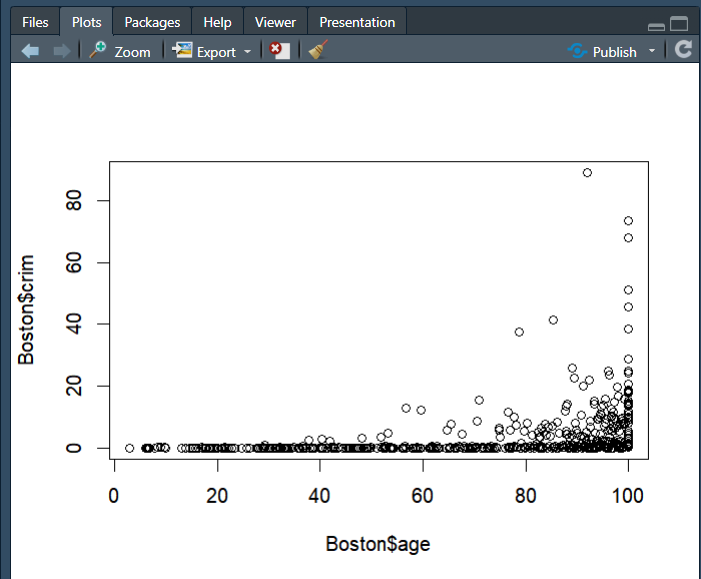 Files Plots Packages Help Viewer Presentation
Zoom Export Publish
80
60
40
20
0
Boston$crim
0 20 40 60 80 100
Boston$age